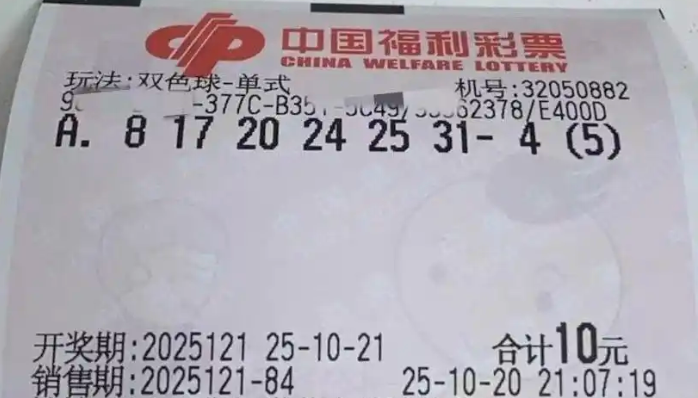 中国福利彩票
CHINA WELFARE LOTTERY
玩法:双色球-单式 机号:32050882
-377C-B35 62378/E400D
A. 8 17 20 24 25 31- 4 (5)
开奖期:2025121 25-10-21 合计10元
销售期:2025121-84 25-10-20 21:07:19